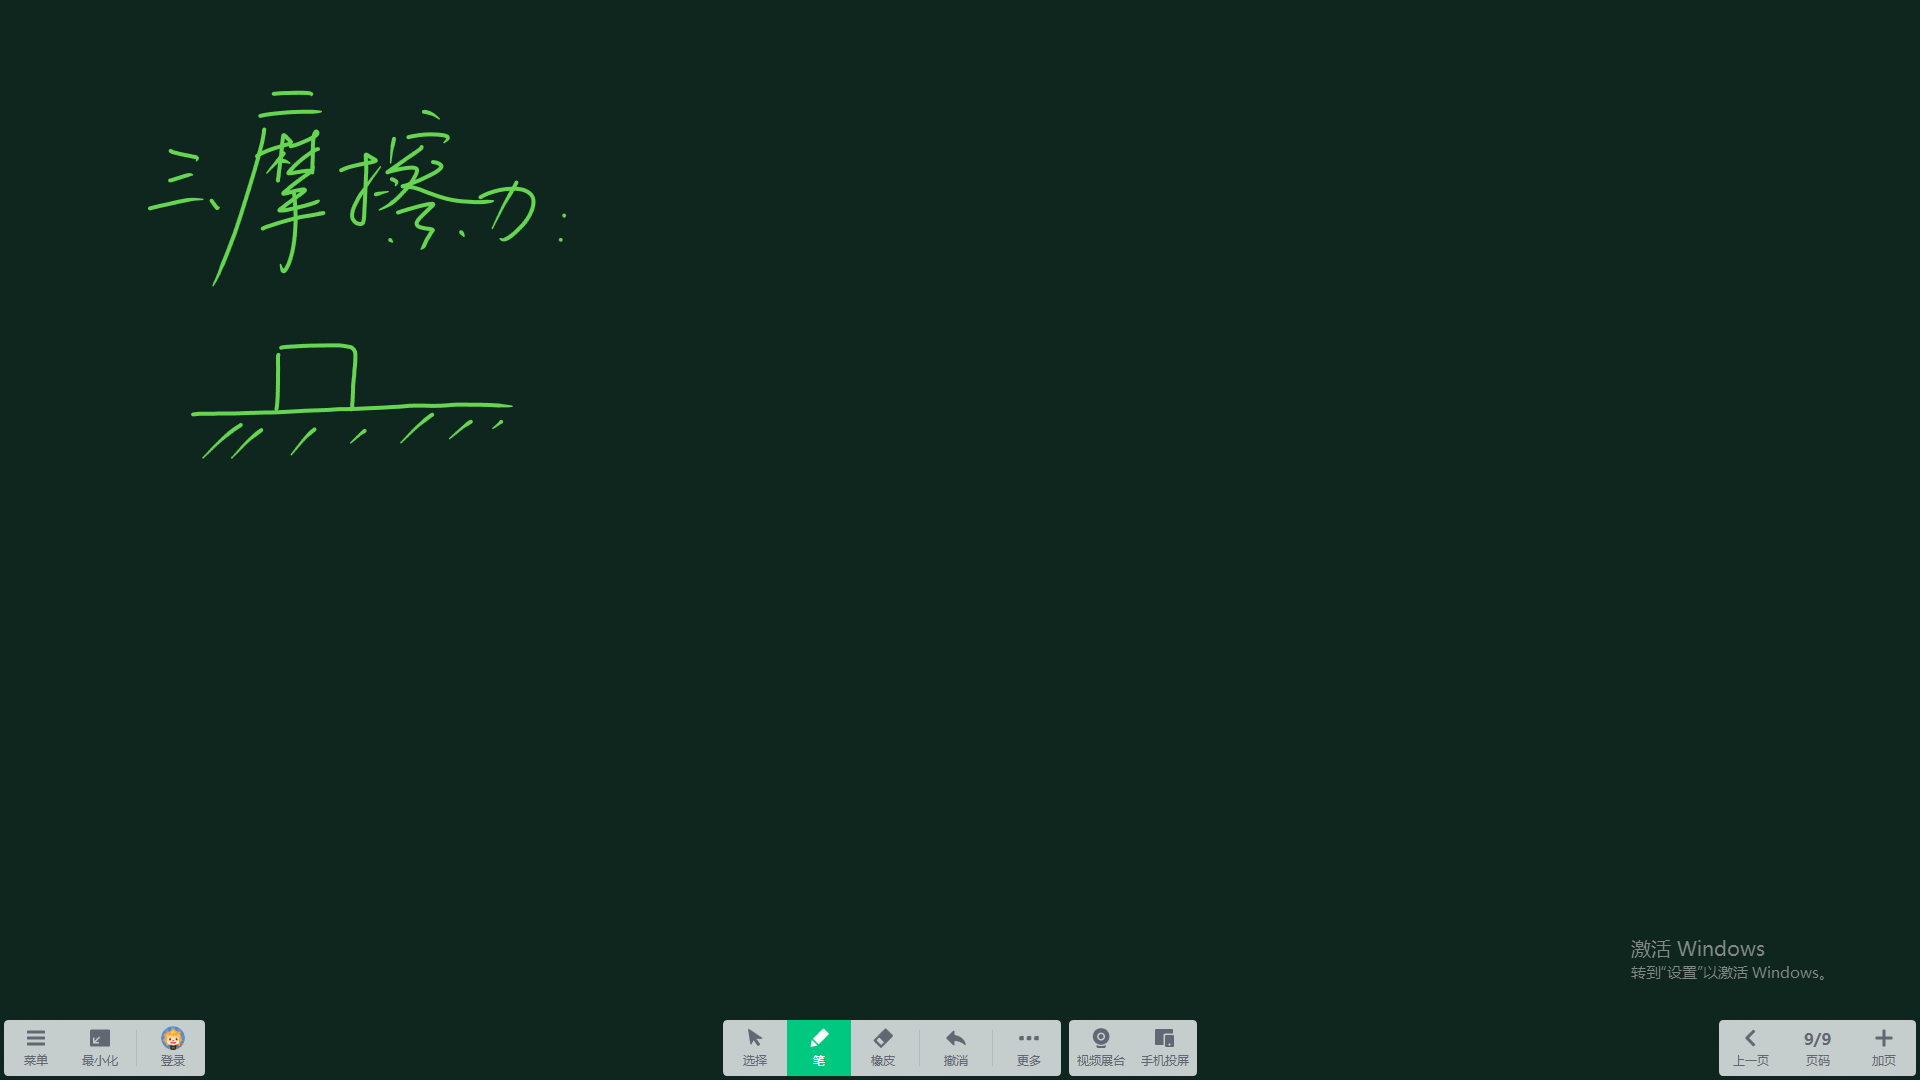 三、摩擦力:
激活 Windows
转到“设置”以激活 Windows。
菜单 最小化 登录 选择 笔 橡皮 撤消 更多 视频展台 手机投屏 上一页 9/9 页码 加页